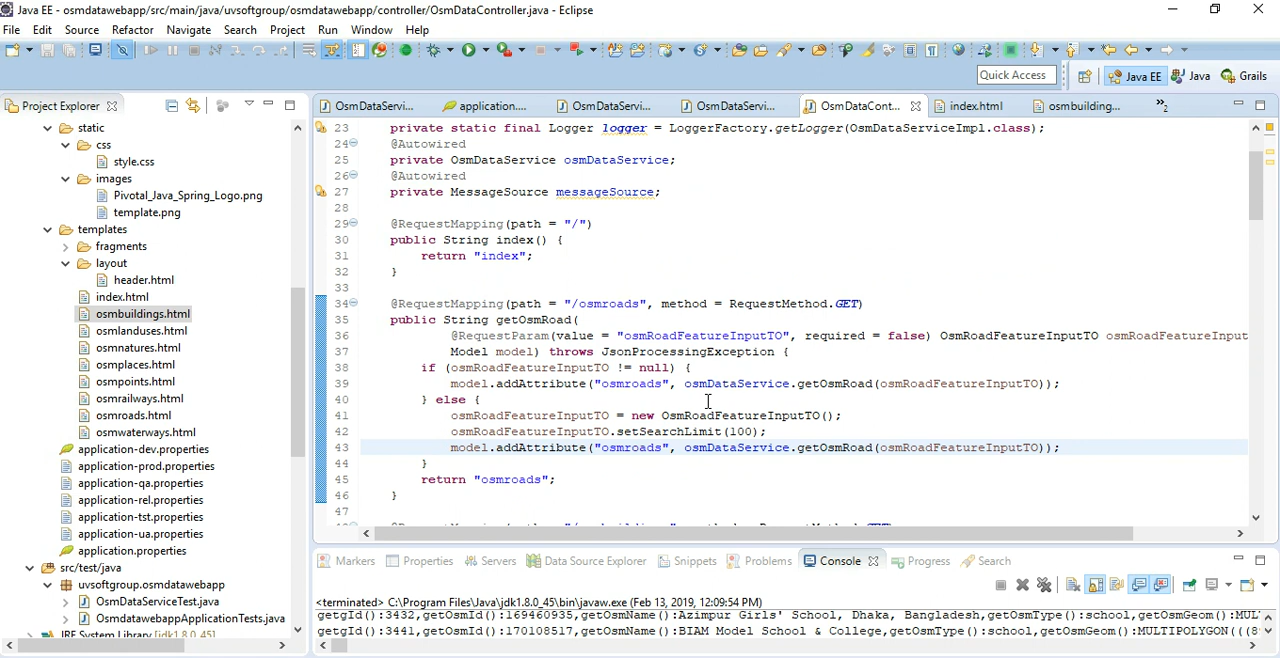 Java EE - osmdatawebapp/src/main/java/uvsoftgroup/osmdatawebapp/controller/OsmDataController.java - Eclipse
File Edit Source Refactor Navigate Search Project Run Window Help
Quick Access Java EE Java Grails
Project Explorer
OsmDataServi... application.... OsmDataServi... OsmDataServi... OsmDataCont... index.html osmbuilding... 2
static
css
style.css
images
Pivotal_Java_Spring_Logo.png
template.png
templates
fragments
layout
header.html
index.html
osmbuildings.html
osmlanduses.html
osmnatures.html
osmplaces.html
osmpoints.html
osmrailways.html
osmroads.html
osmwaterways.html
application-dev.properties
application-prod.properties
application-qa.properties
application-rel.properties
application-tst.properties
application-ua.properties
application.properties
src/test/java
uvsoftgroup.osmdatawebapp
OsmDataServiceTest.java
OsmdatawebappApplicationTests.java
JRE System Library [jdk1.8.0_45]
23 private static final Logger logger = LoggerFactory.getLogger(OsmDataServiceImpl.class);
24 @Autowired
25 private OsmDataService osmDataService;
26 @Autowired
27 private MessageSource messageSource;
28
29 @RequestMapping(path = "/")
30 public String index() {
31 return "index";
32 }
33
34 @RequestMapping(path = "/osmroads", method = RequestMethod.GET)
35 public String getOsmRoad(
36 @RequestParam(value = "osmRoadFeatureInputTO", required = false) OsmRoadFeatureInputTO osmRoadFeatureInput
37 Model model) throws JsonProcessingException {
38 if (osmRoadFeatureInputTO != null) {
39 model.addAttribute("osmroads", osmDataService.getOsmRoad(osmRoadFeatureInputTO));
40 } else {
41 osmRoadFeatureInputTO = new OsmRoadFeatureInputTO();
42 osmRoadFeatureInputTO.setSearchLimit(100);
43 model.addAttribute("osmroads", osmDataService.getOsmRoad(osmRoadFeatureInputTO));
44 }
45 return "osmroads";
46 }
47
Markers Properties Servers Data Source Explorer Snippets Problems Console Progress Search
<terminated> C:\Program Files\Java\jdk1.8.0_45\bin\javaw.exe (Feb 13, 2019, 12:09:54 PM)
getgId():3432,getOsmId():169460935,getOsmName():Azimpur Girls' School, Dhaka, Bangladesh,getOsmType():school,getOsmGeom():MUL
getgId():3441,getOsmId():170108517,getOsmName():BIAM Model School & College,getOsmType():school,getOsmGeom():MULTIPOLYGON(((8